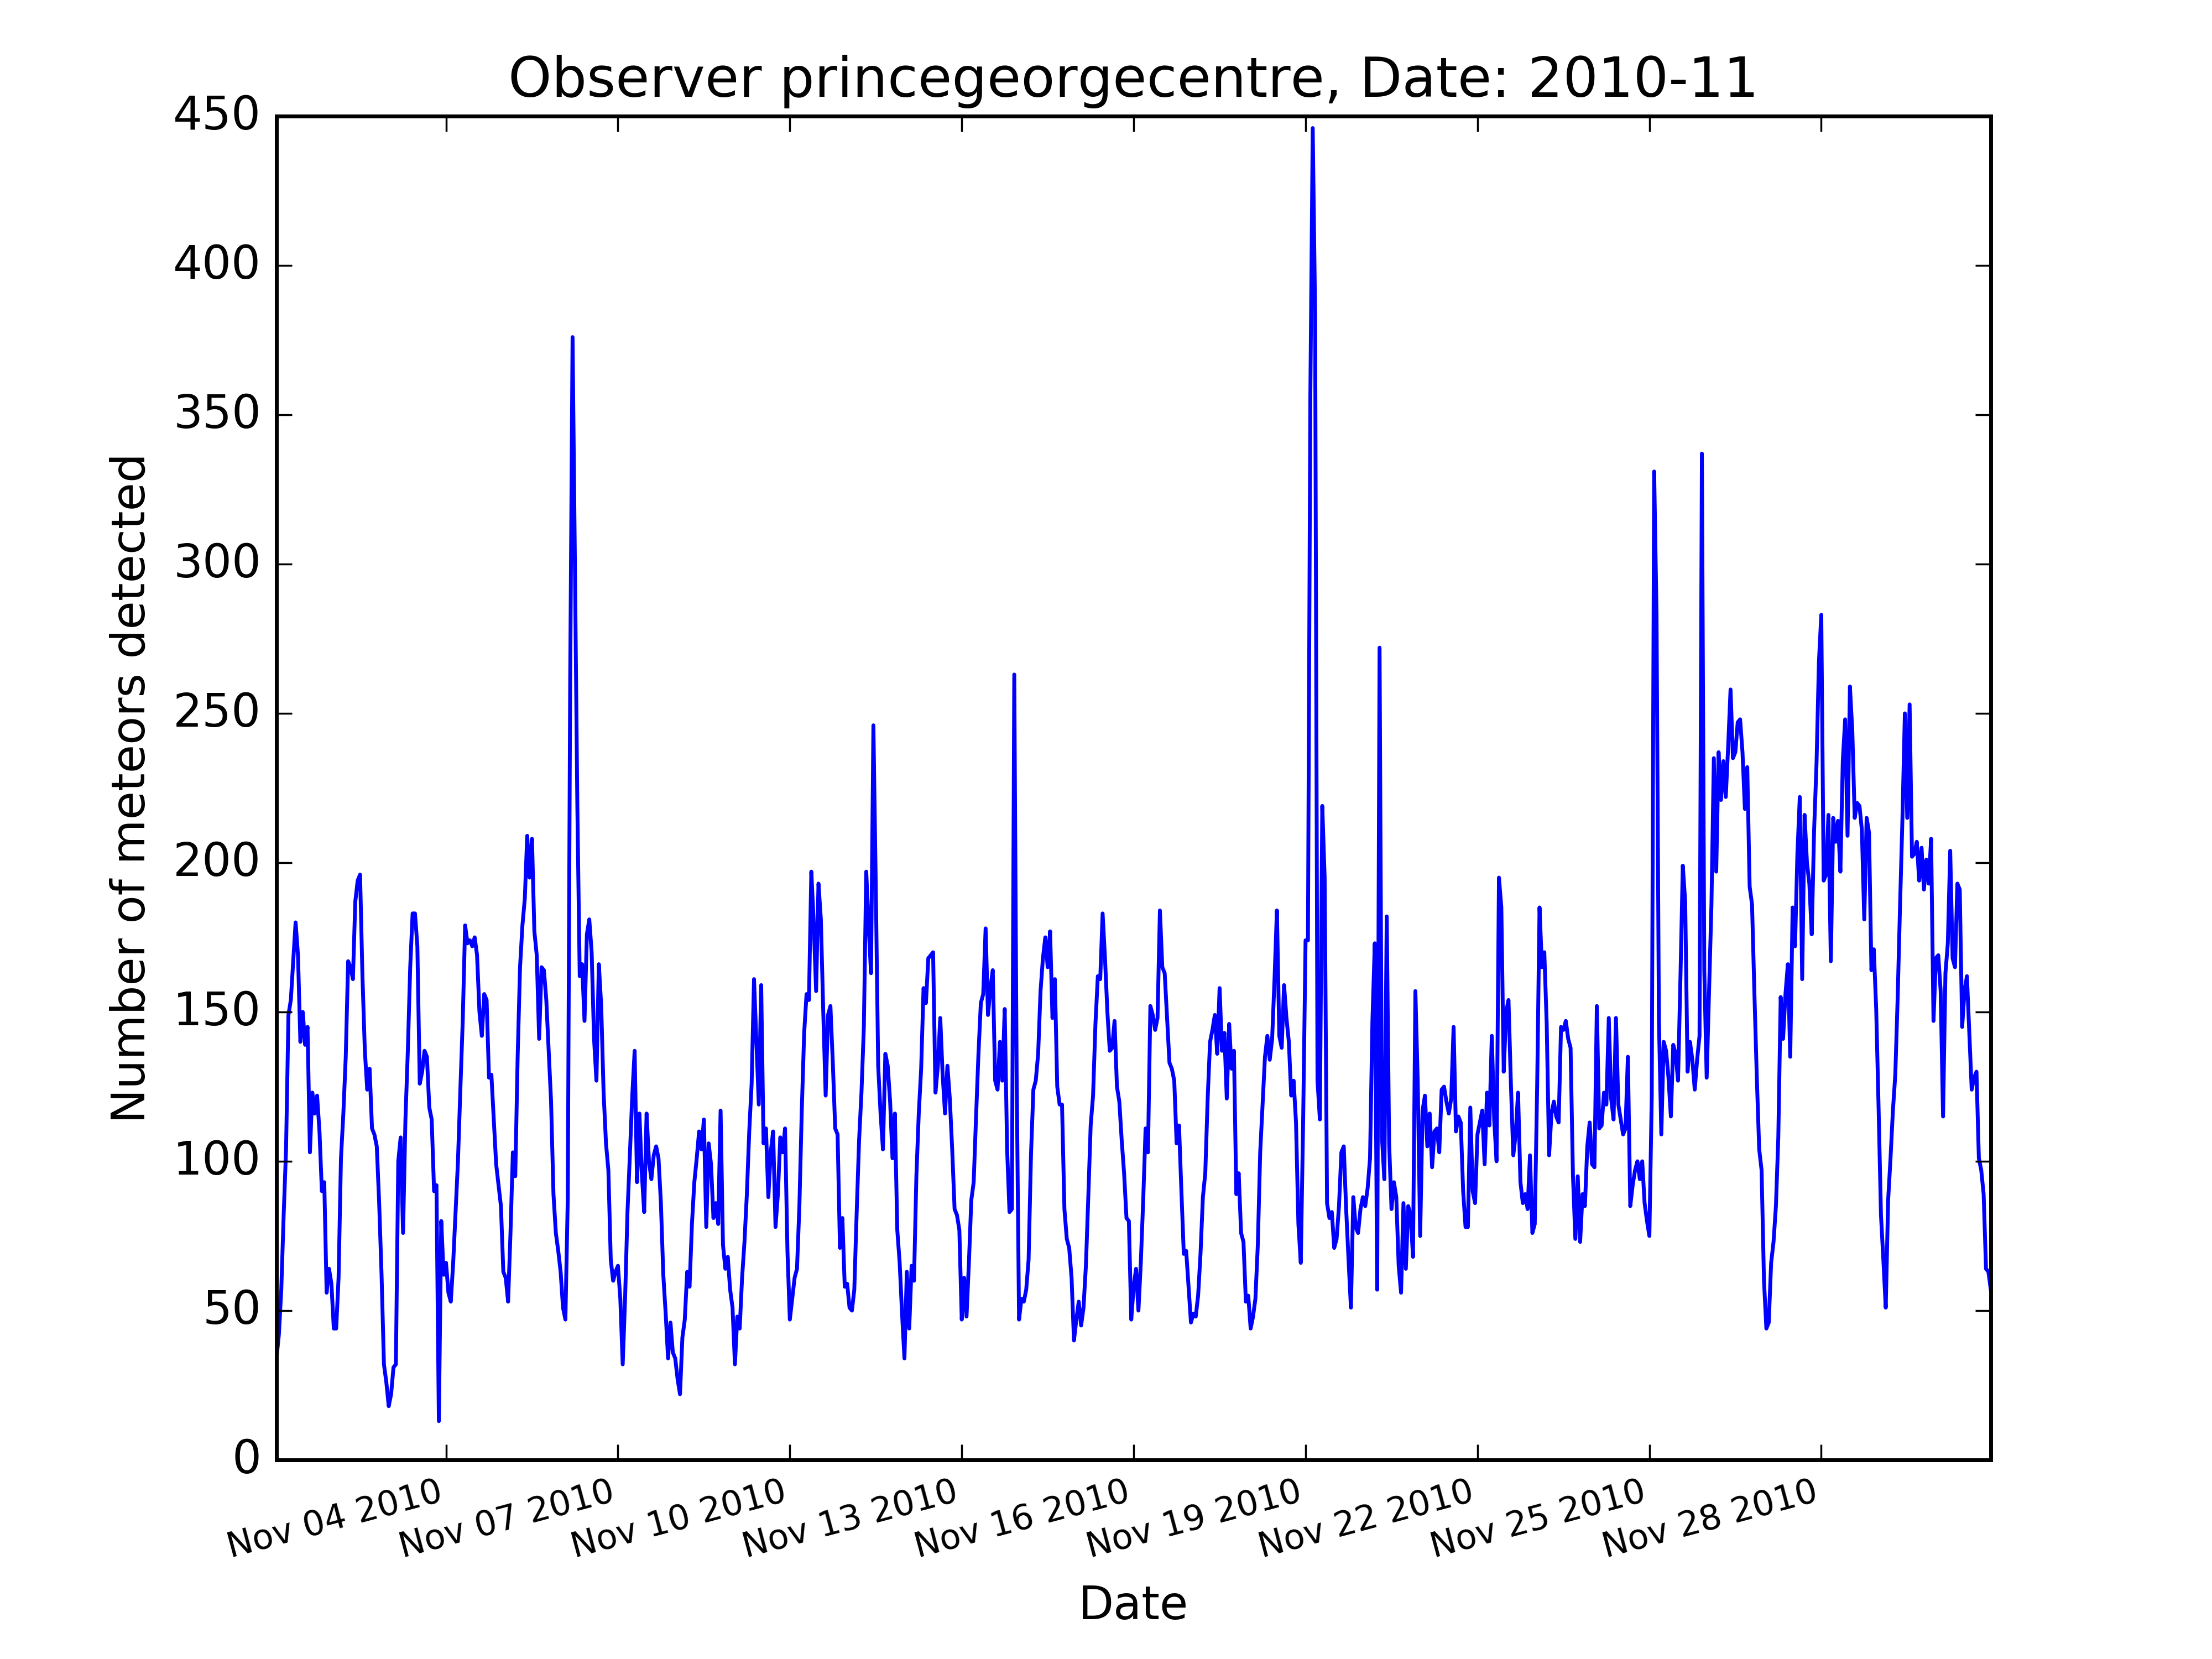 Observer princegeorgecentre, Date: 2010-11
450
400
350
300
250
200
150
100
50
0
Number of meteors detected
Nov 04 2010
Nov 07 2010
Nov 10 2010
Nov 13 2010
Nov 16 2010
Nov 19 2010
Nov 22 2010
Nov 25 2010
Nov 28 2010
Date